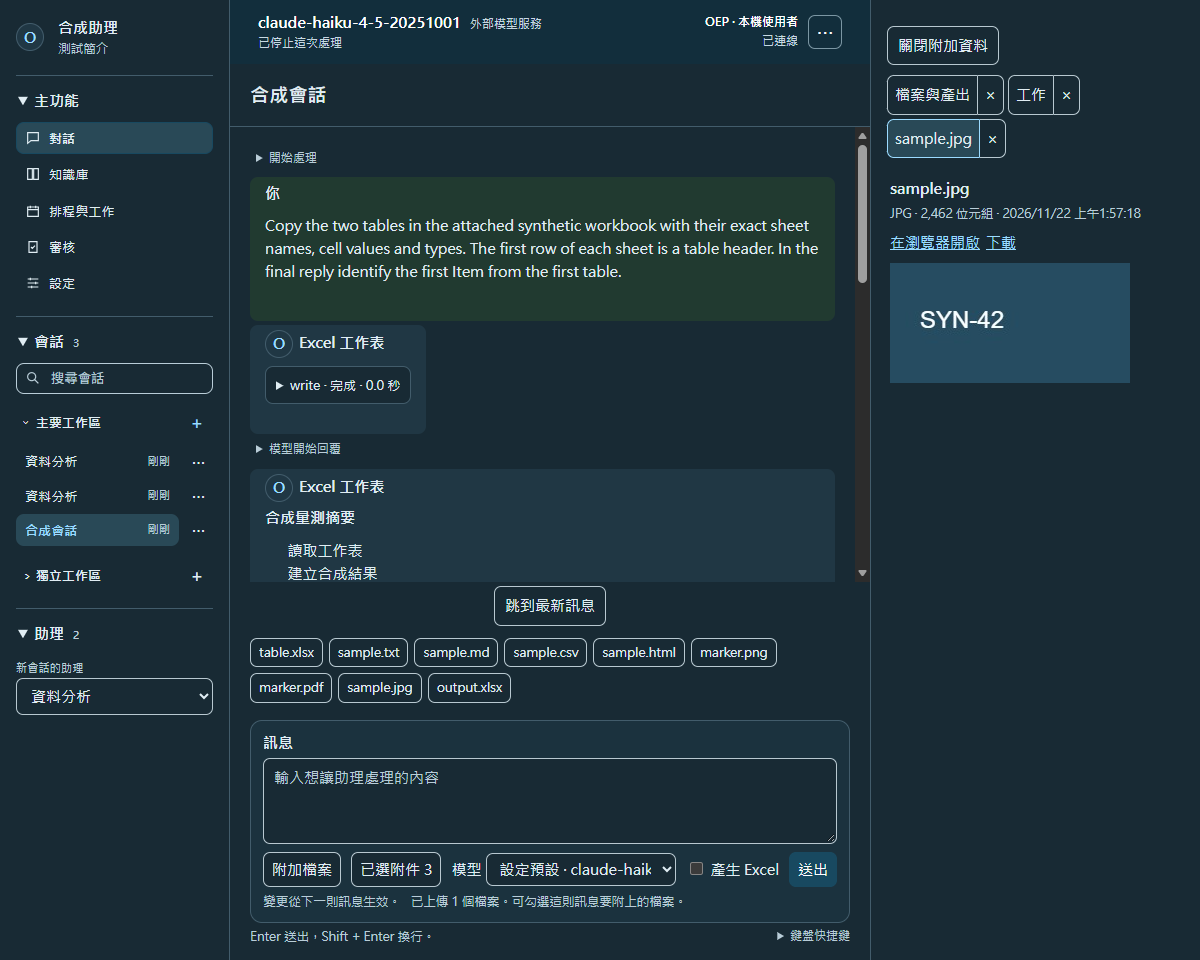 合成助理
測試簡介
▼ 主功能
對話
知識庫
排程與工作
審核
設定
▼ 會話 3
搜尋會話
主要工作區 +
資料分析 剛剛 ...
資料分析 剛剛 ...
合成會話 剛剛 ...
獨立工作區 +
▼ 助理 2
新會話的助理
資料分析
claude-haiku-4-5-20251001 外部模型服務
已停止這次處理
OEP · 本機使用者
已連線
...
合成會話
▶ 開始處理
你
Copy the two tables in the attached synthetic workbook with their exact sheet
names, cell values and types. The first row of each sheet is a table header. In the
final reply identify the first Item from the first table.
O Excel 工作表
▶ write · 完成 · 0.0 秒
▶ 模型開始回覆
O Excel 工作表
合成量測摘要
讀取工作表
建立合成結果
跳到最新訊息
table.xlsx sample.txt sample.md sample.csv sample.html marker.png
marker.pdf sample.jpg output.xlsx
訊息
輸入想讓助理處理的內容
附加檔案 已選附件 3 模型 設定預設 · claude-haik 產生 Excel 送出
變更從下一則訊息生效。 已上傳 1 個檔案。可勾選這則訊息要附上的檔案。
Enter 送出，Shift + Enter 換行。 ▶ 鍵盤快捷鍵
關閉附加資料
檔案與產出 × 工作 ×
sample.jpg ×
sample.jpg
JPG · 2,462 位元組 · 2026/11/22 上午1:57:18
在瀏覽器開啟 下載
SYN-42